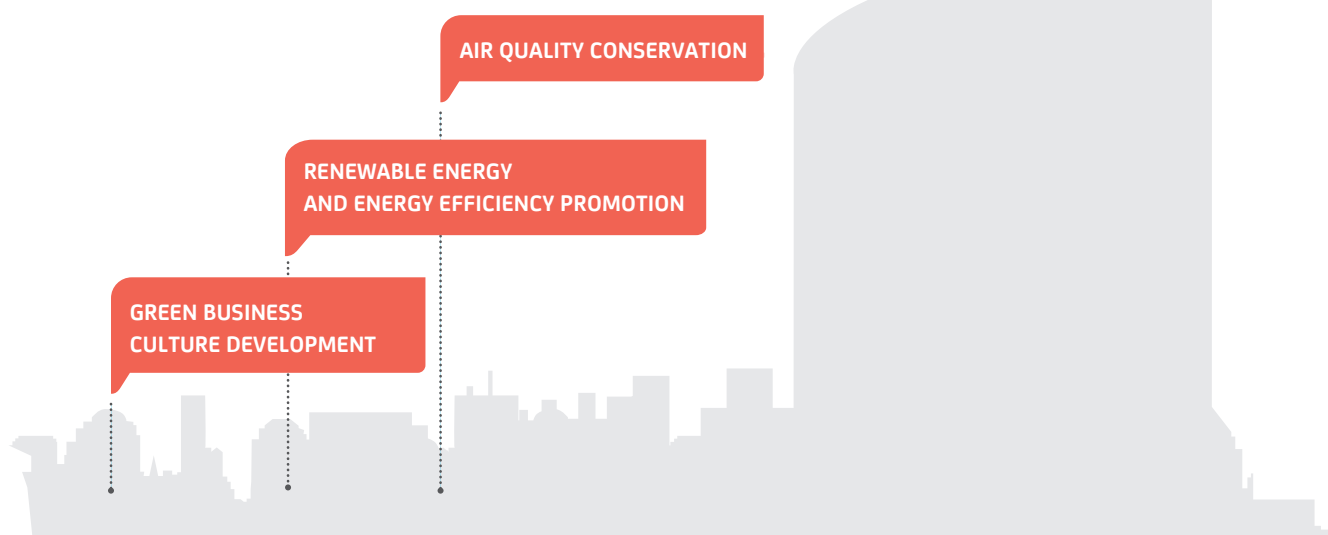 AIR QUALITY CONSERVATION
RENEWABLE ENERGY
AND ENERGY EFFICIENCY PROMOTION
GREEN BUSINESS
CULTURE DEVELOPMENT